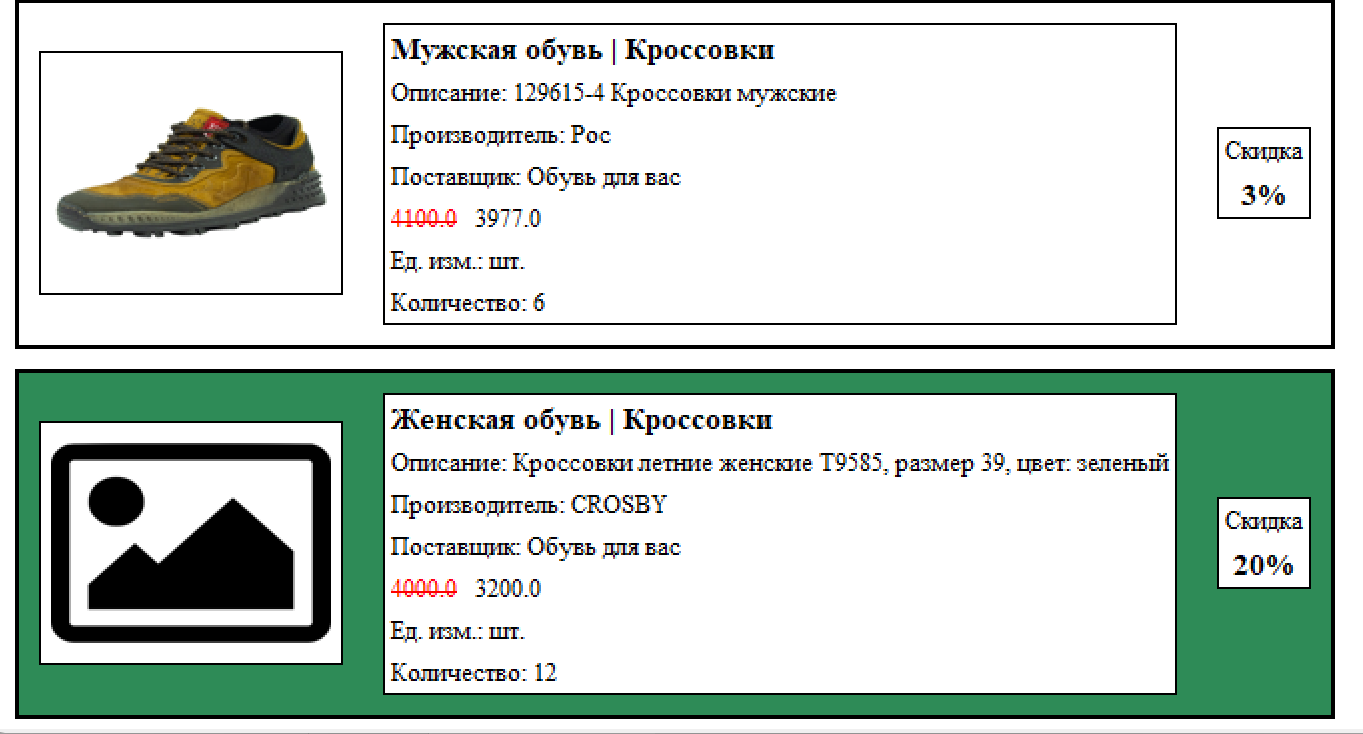 Мужская обувь | Кроссовки
Описание: 129615-4 Кроссовки мужские
Производитель: Рос
Поставщик: Обувь для вас
4100.0 3977.0
Ед. изм.: шт.
Количество: 6
Скидка
3%
Женская обувь | Кроссовки
Описание: Кроссовки летние женские Т9585, размер 39, цвет: зеленый
Производитель: CROSBY
Поставщик: Обувь для вас
4000.0 3200.0
Ед. изм.: шт.
Количество: 12
Скидка
20%